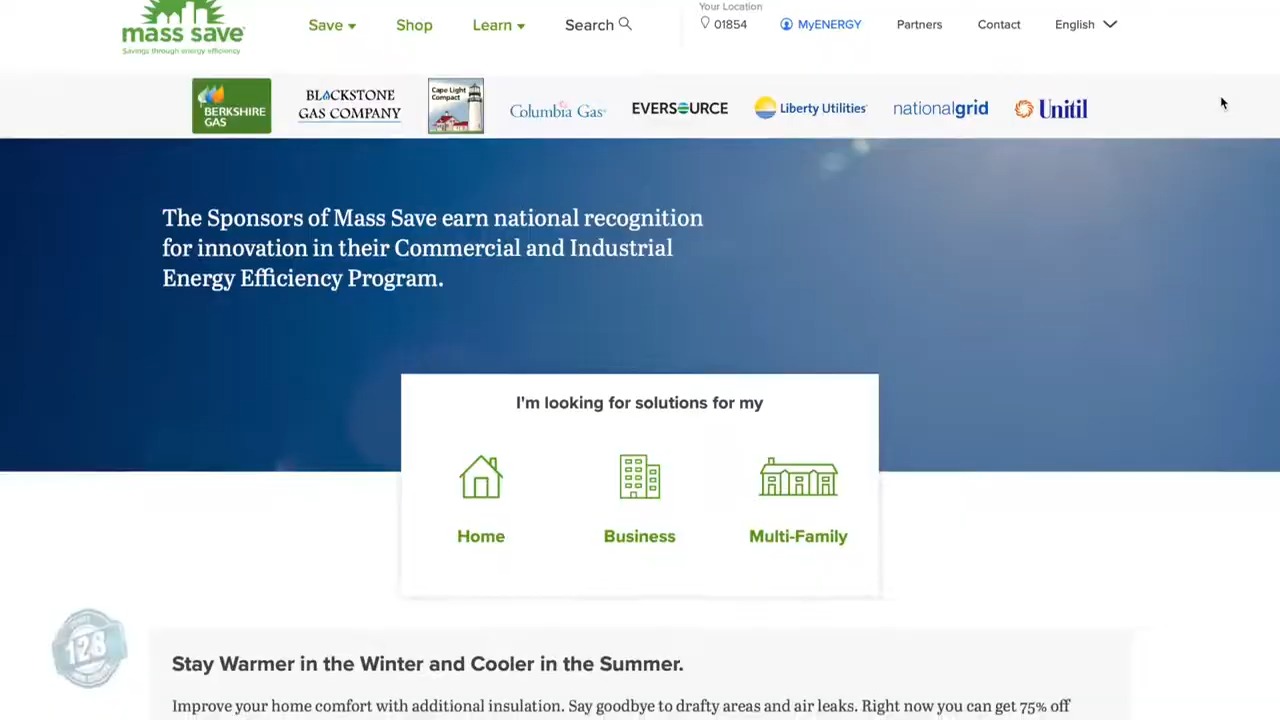 mass save
Savings through energy efficiency
Save
Shop
Learn
Search
Your Location
01854
MyENERGY
Partners
Contact
English
BERKSHIRE
GAS
BLACKSTONE
GAS COMPANY
Cape Light
Compact
Columbia Gas
EVERSOURCE
Liberty Utilities
nationalgrid
Unitil
The Sponsors of Mass Save earn national recognition
for innovation in their Commercial and Industrial
Energy Efficiency Program.
I'm looking for solutions for my
Home
Business
Multi-Family
128
Stay Warmer in the Winter and Cooler in the Summer.
Improve your home comfort with additional insulation. Say goodbye to drafty areas and air leaks. Right now you can get 75% off